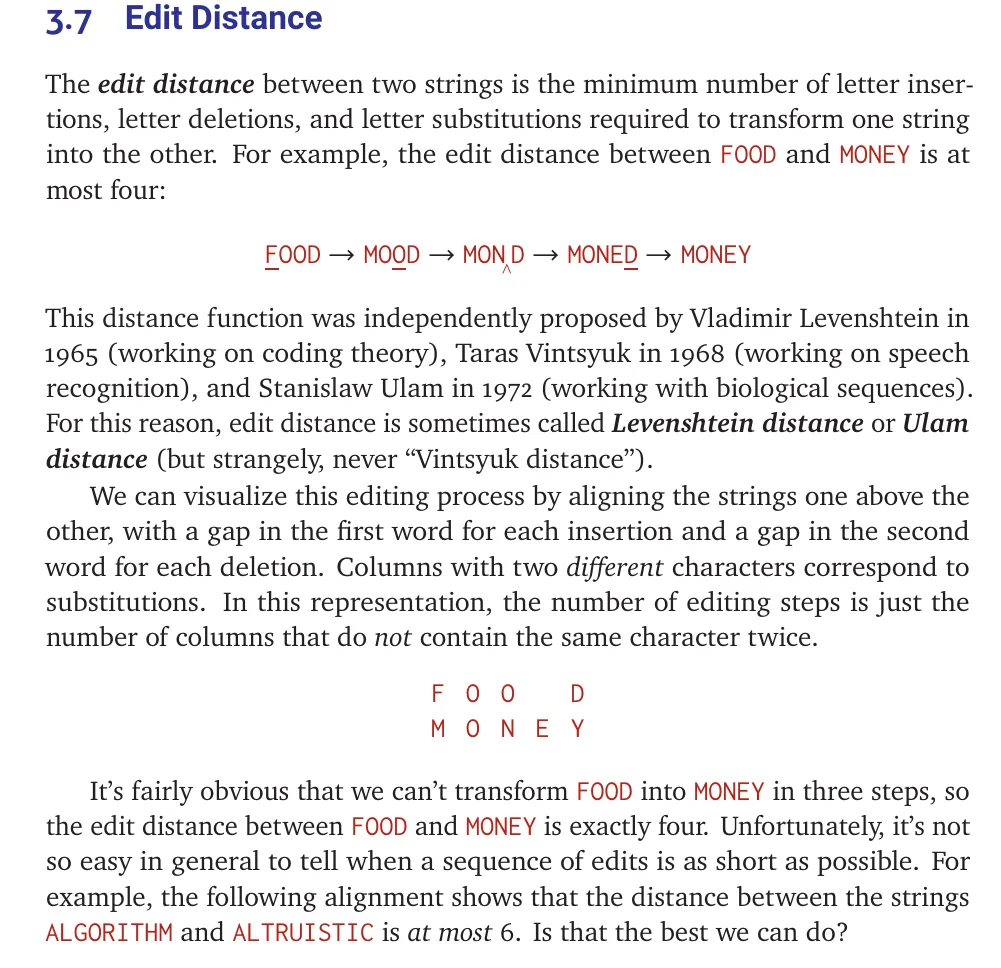 3.7 Edit Distance
The edit distance between two strings is the minimum number of letter inser-
tions, letter deletions, and letter substitutions required to transform one string
into the other. For example, the edit distance between FOOD and MONEY is at
most four:
FOOD → MOOD → MON‸D → MONED → MONEY
This distance function was independently proposed by Vladimir Levenshtein in
1965 (working on coding theory), Taras Vintsyuk in 1968 (working on speech
recognition), and Stanislaw Ulam in 1972 (working with biological sequences).
For this reason, edit distance is sometimes called Levenshtein distance or Ulam
distance (but strangely, never “Vintsyuk distance”).
We can visualize this editing process by aligning the strings one above the
other, with a gap in the first word for each insertion and a gap in the second
word for each deletion. Columns with two different characters correspond to
substitutions. In this representation, the number of editing steps is just the
number of columns that do not contain the same character twice.
F O O   D
M O N E Y
It’s fairly obvious that we can’t transform FOOD into MONEY in three steps, so
the edit distance between FOOD and MONEY is exactly four. Unfortunately, it’s not
so easy in general to tell when a sequence of edits is as short as possible. For
example, the following alignment shows that the distance between the strings
ALGORITHM and ALTRUISTIC is at most 6. Is that the best we can do?